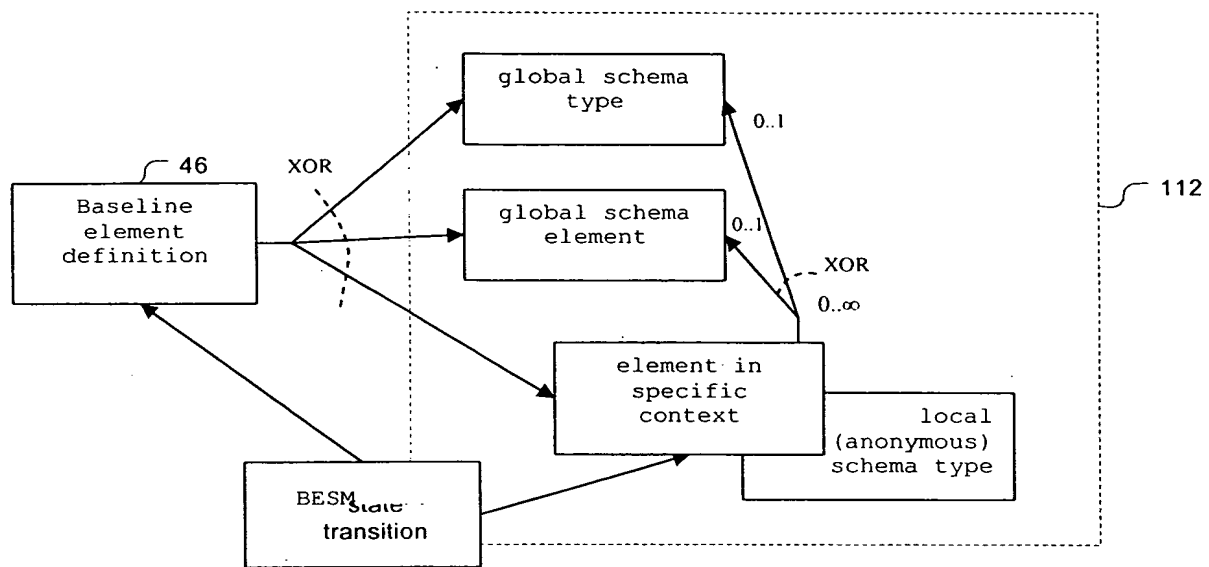 global schema
type
0..1
46
XOR
112
Baseline
element
definition
global schema
element
0..1
XOR
0..∞
element in
specific
context
local
(anonymous)
schema type
BESM
state
transition